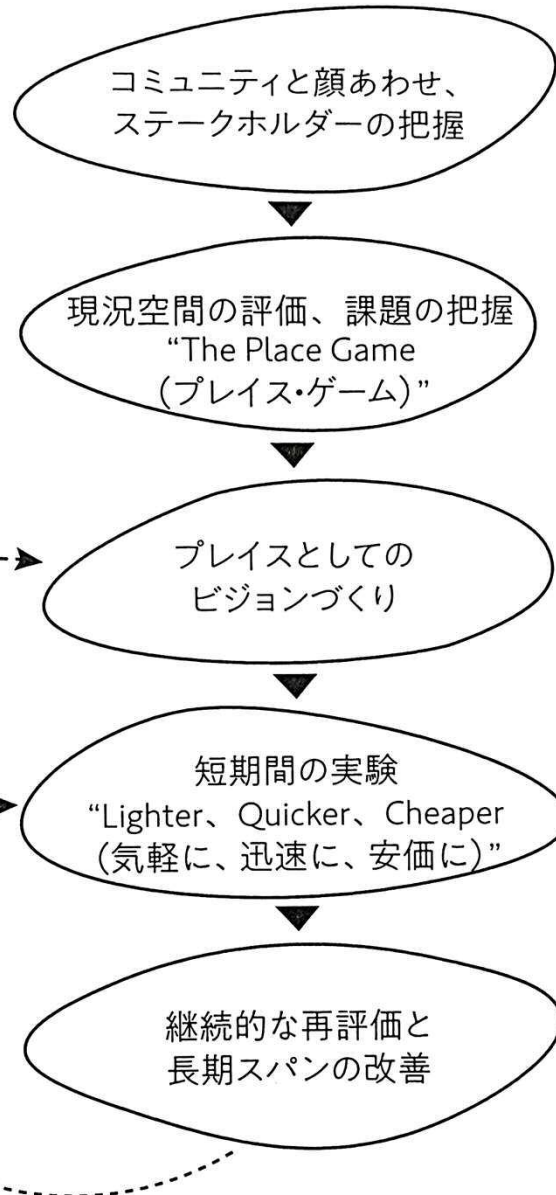 コミュニティと顔あわせ、
ステークホルダーの把握
現況空間の評価、課題の把握
“The Place Game
（プレイス・ゲーム）”
プレイスとしての
ビジョンづくり
短期間の実験
“Lighter、Quicker、Cheaper
（気軽に、迅速に、安価に）”
継続的な再評価と
長期スパンの改善